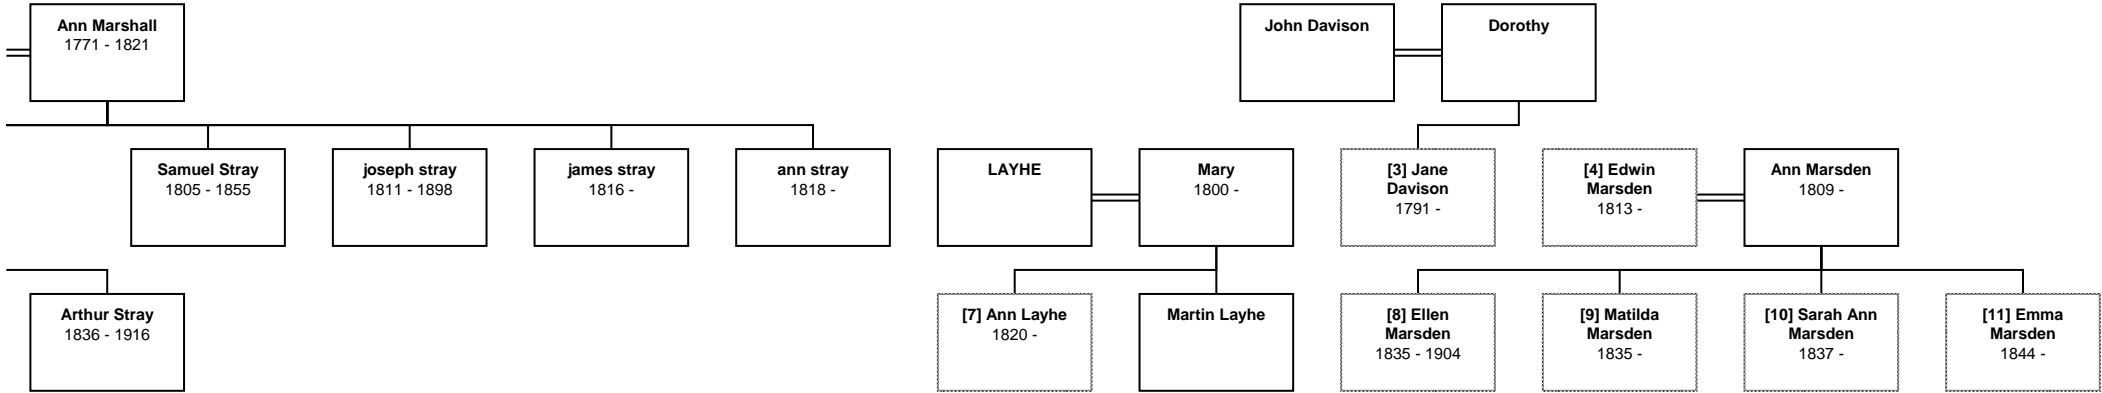 Ann Marshall
1771 - 1821
John Davison
Dorothy
Samuel Stray
1805 - 1855
joseph stray
1811 - 1898
james stray
1816 -
ann stray
1818 -
LAYHE
Mary
1800 -
[3] Jane
Davison
1791 -
[4] Edwin
Marsden
1813 -
Ann Marsden
1809 -
Arthur Stray
1836 - 1916
[7] Ann Layhe
1820 -
Martin Layhe
[8] Ellen
Marsden
1835 - 1904
[9] Matilda
Marsden
1835 -
[10] Sarah Ann
Marsden
1837 -
[11] Emma
Marsden
1844 -